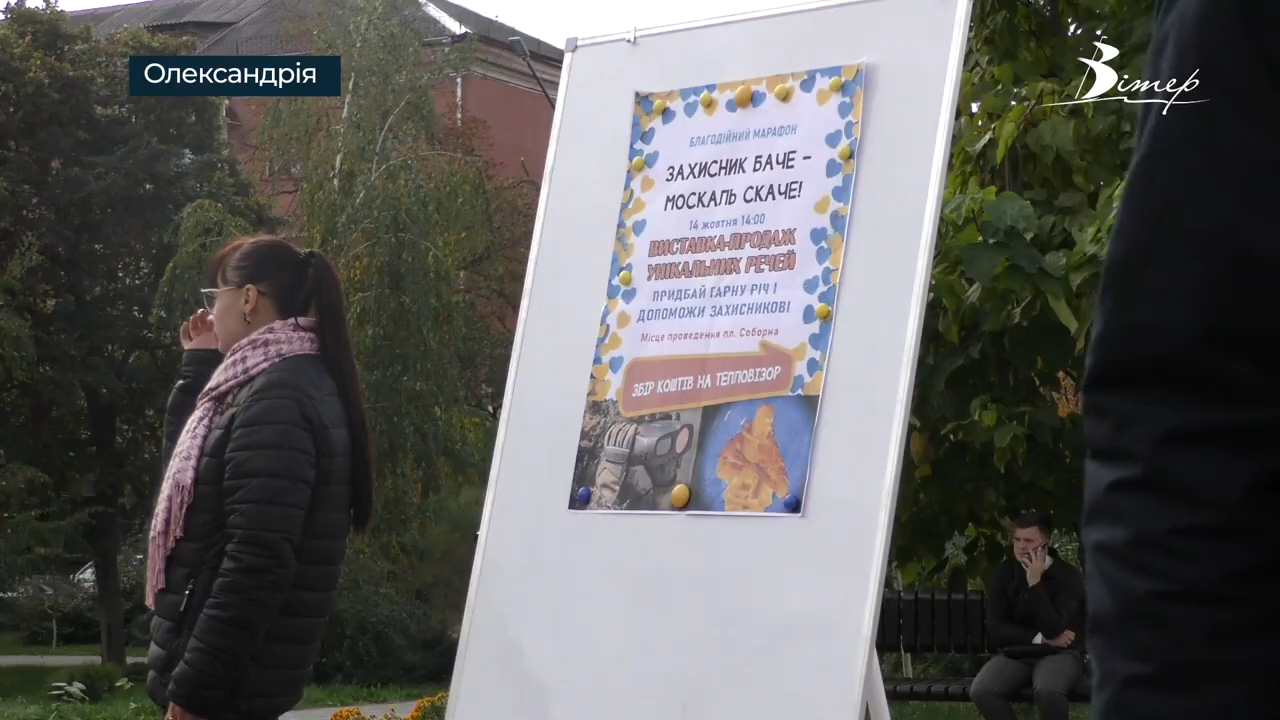 Олександрія
Вітер
БЛАГОДІЙНИЙ МАРАФОН
ЗАХИСНИК БАЧЕ –
МОСКАЛЬ СКАЧЕ!
14 жовтня 14:00
ВИСТАВКА-ПРОДАЖ
УНІКАЛЬНИХ РЕЧЕЙ
ПРИДБАЙ ГАРНУ РІЧ І
ДОПОМОЖИ ЗАХИСНИКОВІ
Місце проведення пл. Соборна
ЗБІР КОШТІВ НА ТЕПЛОВІЗОР